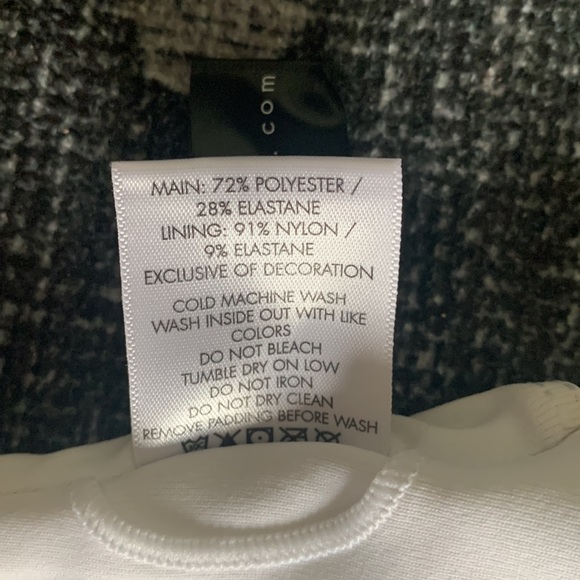 .com
MAIN: 72% POLYESTER /
28% ELASTANE
LINING: 91% NYLON /
9% ELASTANE
EXCLUSIVE OF DECORATION
COLD MACHINE WASH
WASH INSIDE OUT WITH LIKE
COLORS
DO NOT BLEACH
TUMBLE DRY ON LOW
DO NOT IRON
DO NOT DRY CLEAN
REMOVE PADDING BEFORE WASH